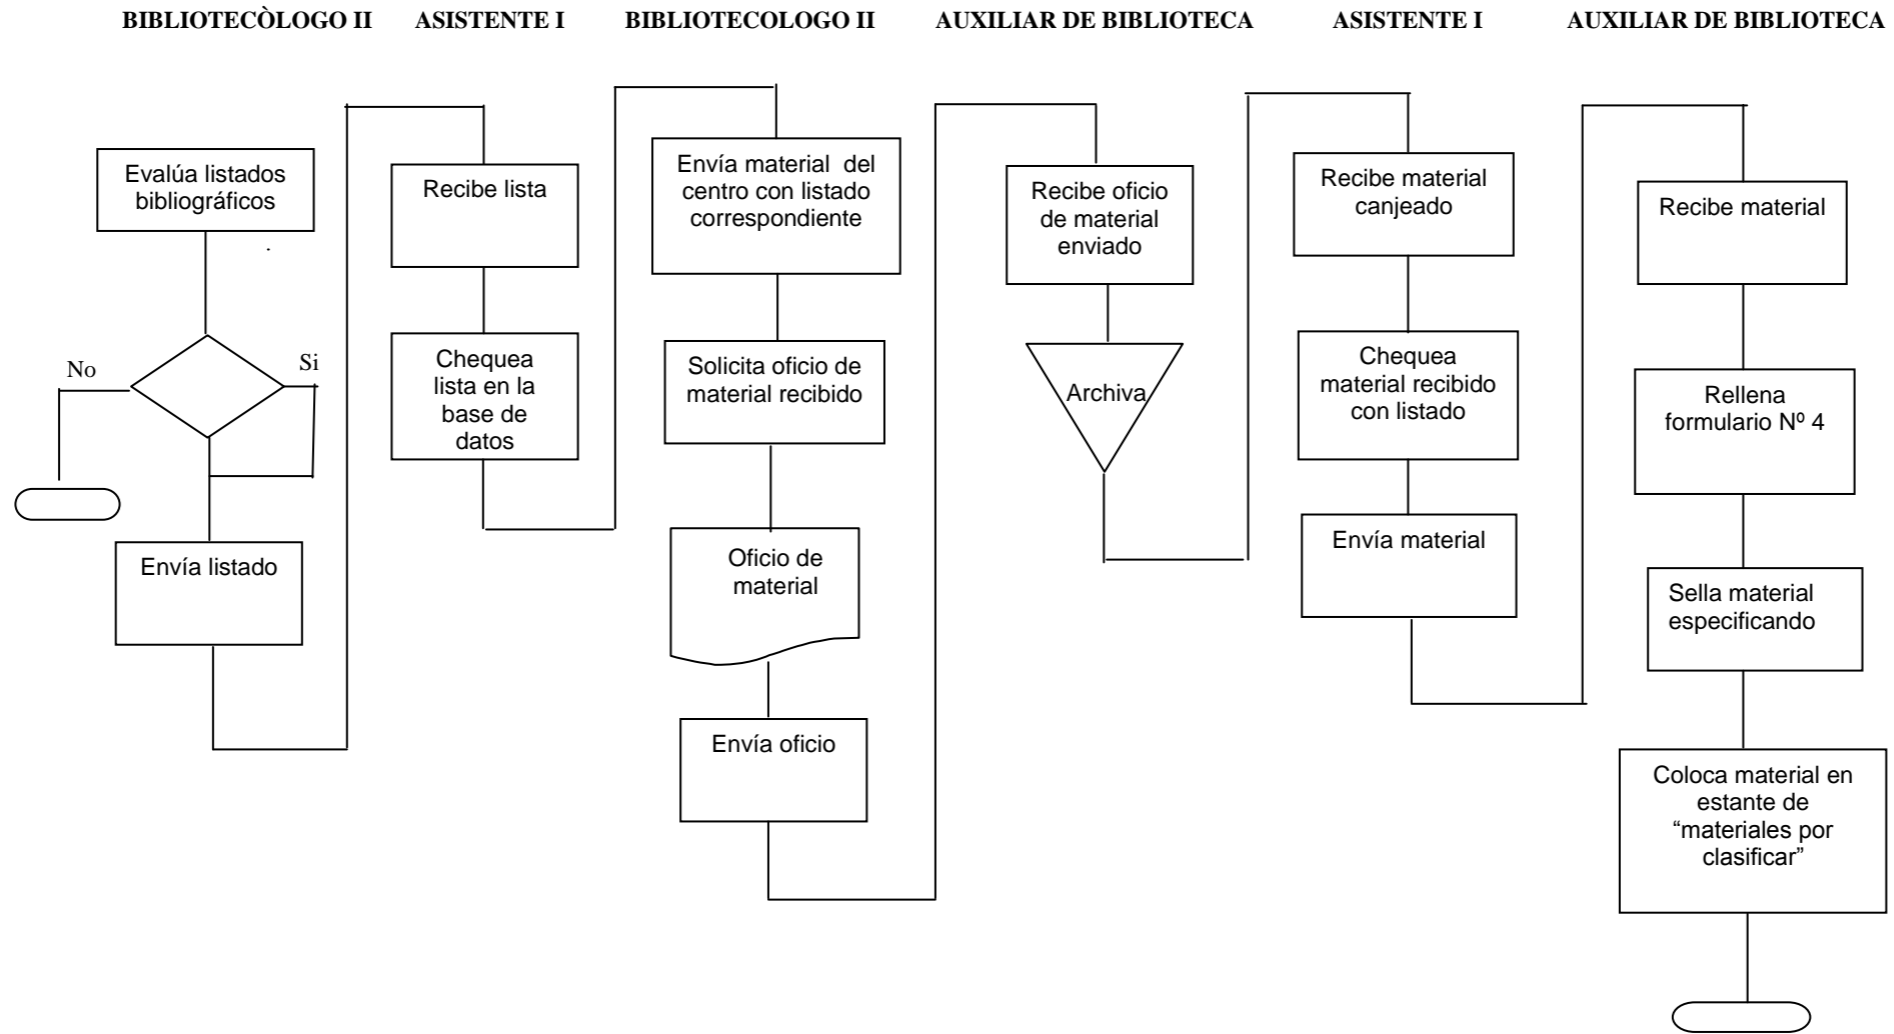 BIBLIOTECÒLOGO II
ASISTENTE I
BIBLIOTECOLOGO II
AUXILIAR DE BIBLIOTECA
ASISTENTE I
AUXILIAR DE BIBLIOTECA
Evalúa listados
bibliográficos
.
No
Si
Envía listado
Recibe lista
Chequea
lista en la
base de
datos
Envía material del
centro con listado
correspondiente
Solicita oficio de
material recibido
Oficio de
material
Envía oficio
Recibe oficio
de material
enviado
Archiva
Recibe material
canjeado
Chequea
material recibido
con listado
Envía material
Recibe material
Rellena
formulario Nº 4
Sella material
especificando
Coloca material en
estante de
“materiales por
clasificar”